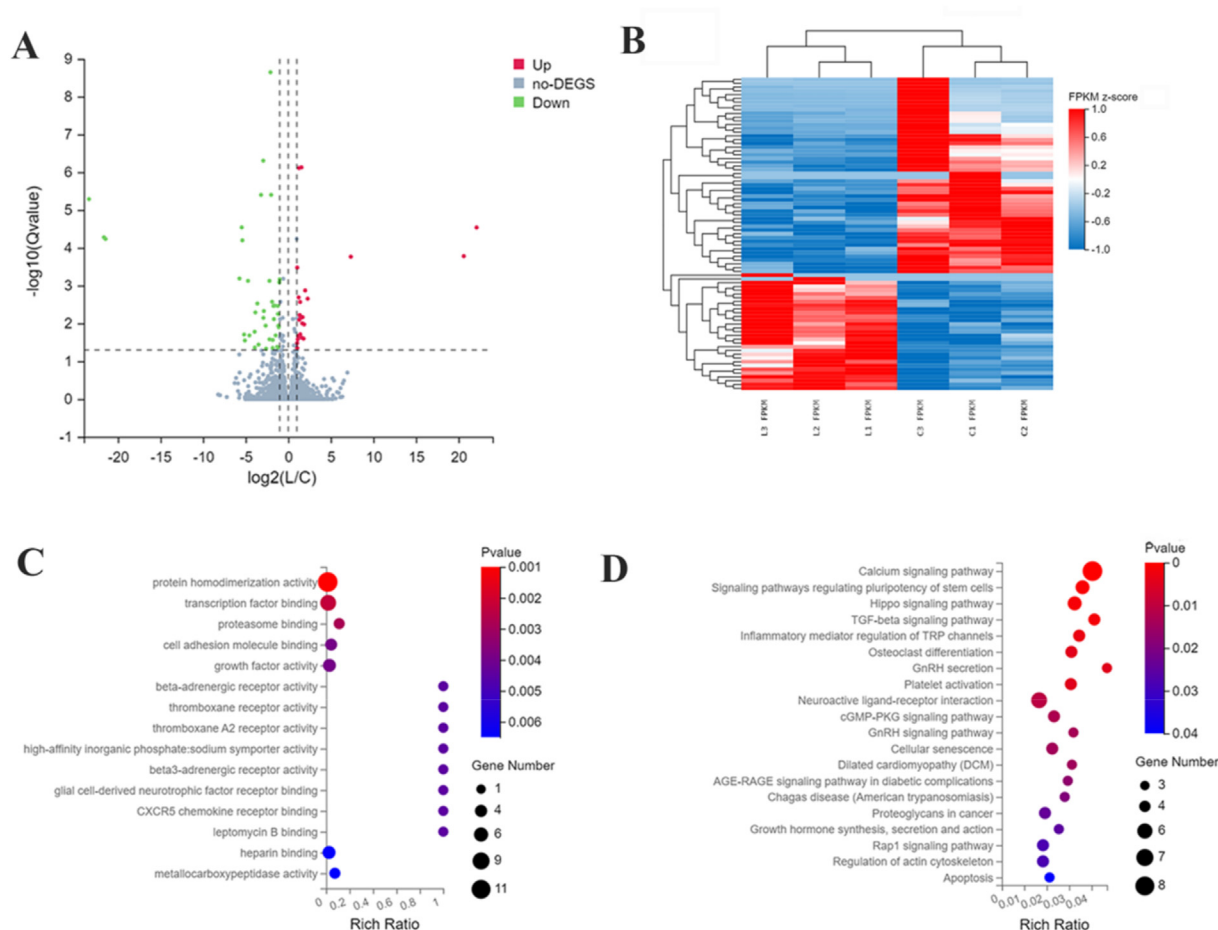 A
9
8
7
6
5
4
3
2
1
0
-1
-20
-15
-10
-5
0
5
10
15
20
-log10(Qvalue)
log2(L/C)
Up
no-DEGS
Down
B
FPKM z-score
1.0
0.6
0.2
-0.2
-0.6
-1.0
L3 FPKM
L2 FPKM
L1 FPKM
C3 FPKM
C1 FPKM
C2 FPKM
C
protein homodimerization activity
transcription factor binding
proteasome binding
cell adhesion molecule binding
growth factor activity
beta-adrenergic receptor activity
thromboxane receptor activity
thromboxane A2 receptor activity
high-affinity inorganic phosphate:sodium symporter activity
beta3-adrenergic receptor activity
glial cell-derived neurotrophic factor receptor binding
CXCR5 chemokine receptor binding
leptomycin B binding
heparin binding
metallocarboxypeptidase activity
0
0.2
0.4
0.6
0.8
1
Rich Ratio
Pvalue
0.001
0.002
0.003
0.004
0.005
0.006
Gene Number
1
4
6
9
11
D
Calcium signaling pathway
Signaling pathways regulating pluripotency of stem cells
Hippo signaling pathway
TGF-beta signaling pathway
Inflammatory mediator regulation of TRP channels
Osteoclast differentiation
GnRH secretion
Platelet activation
Neuroactive ligand-receptor interaction
cGMP-PKG signaling pathway
GnRH signaling pathway
Cellular senescence
Dilated cardiomyopathy (DCM)
AGE-RAGE signaling pathway in diabetic complications
Chagas disease (American trypanosomiasis)
Proteoglycans in cancer
Growth hormone synthesis, secretion and action
Rap1 signaling pathway
Regulation of actin cytoskeleton
Apoptosis
0
0.01
0.02
0.03
0.04
Rich Ratio
Pvalue
0
0.01
0.02
0.03
0.04
Gene Number
3
4
6
7
8